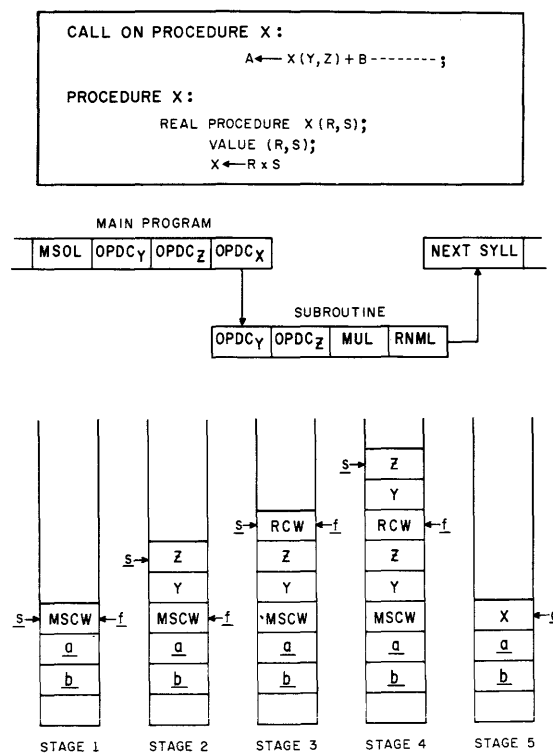 CALL ON PROCEDURE X:
A ← X(Y,Z)+B--------;
PROCEDURE X:
REAL PROCEDURE X(R,S);
VALUE (R,S);
X ← R x S
MAIN PROGRAM
MSOL OPDCY OPDCZ OPDCX
NEXT SYLL
SUBROUTINE
OPDCY OPDCZ MUL RNML
s→ MSCW ←f
a
b
STAGE 1
s→ Z
Y
MSCW ←f
a
b
STAGE 2
s→ RCW ←f
Z
Y
MSCW
a
b
STAGE 3
s→ Z
Y
RCW ←f
Z
Y
MSCW
a
b
STAGE 4
X ←
a
b
STAGE 5